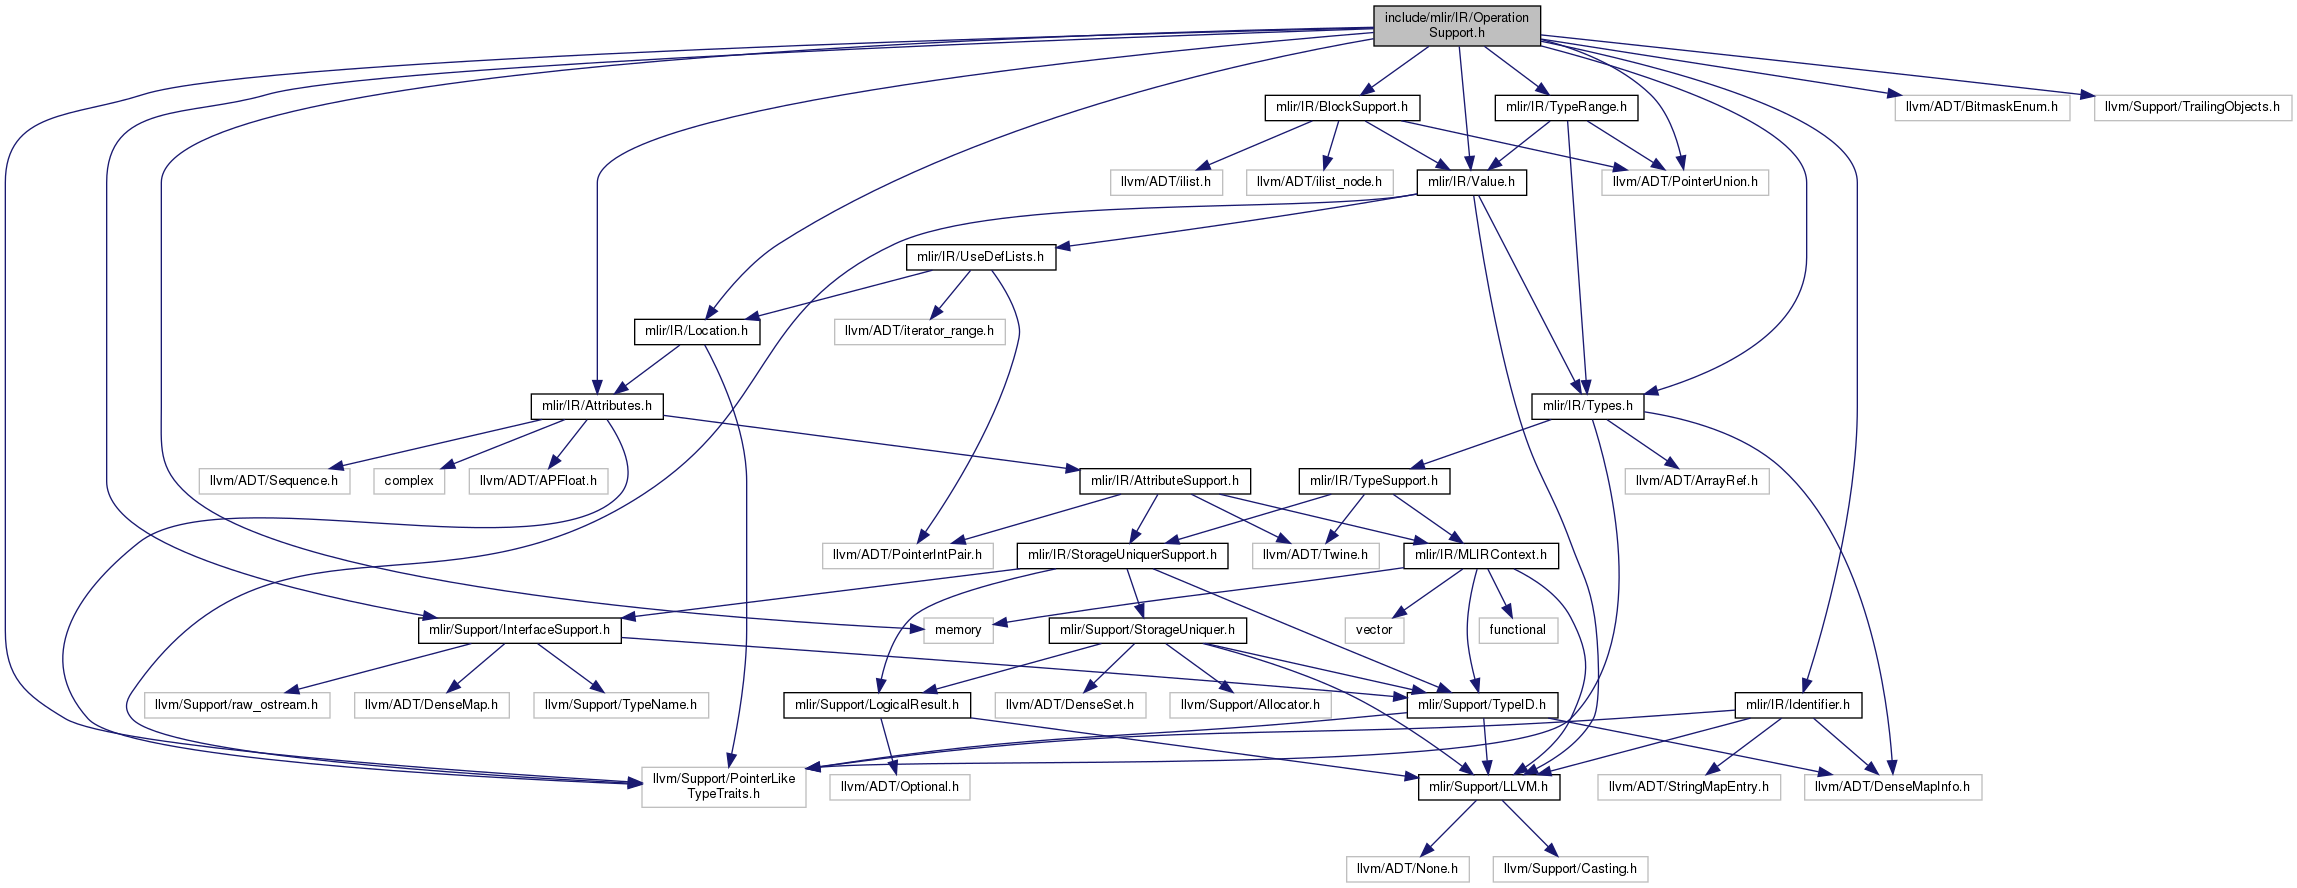 include/mlir/IR/Operation
Support.h
mlir/IR/BlockSupport.h
mlir/IR/TypeRange.h
llvm/ADT/BitmaskEnum.h
llvm/Support/TrailingObjects.h
llvm/ADT/ilist.h
llvm/ADT/ilist_node.h
mlir/IR/Value.h
llvm/ADT/PointerUnion.h
mlir/IR/UseDefLists.h
mlir/IR/Location.h
llvm/ADT/iterator_range.h
mlir/IR/Attributes.h
mlir/IR/Types.h
llvm/ADT/Sequence.h
complex
llvm/ADT/APFloat.h
mlir/IR/AttributeSupport.h
mlir/IR/TypeSupport.h
llvm/ADT/ArrayRef.h
llvm/ADT/PointerIntPair.h
mlir/IR/StorageUniquerSupport.h
llvm/ADT/Twine.h
mlir/IR/MLIRContext.h
mlir/Support/InterfaceSupport.h
memory
mlir/Support/StorageUniquer.h
vector
functional
llvm/Support/raw_ostream.h
llvm/ADT/DenseMap.h
llvm/Support/TypeName.h
mlir/Support/LogicalResult.h
llvm/ADT/DenseSet.h
llvm/Support/Allocator.h
mlir/Support/TypeID.h
mlir/IR/Identifier.h
llvm/Support/PointerLike
TypeTraits.h
llvm/ADT/Optional.h
mlir/Support/LLVM.h
llvm/ADT/StringMapEntry.h
llvm/ADT/DenseMapInfo.h
llvm/ADT/None.h
llvm/Support/Casting.h